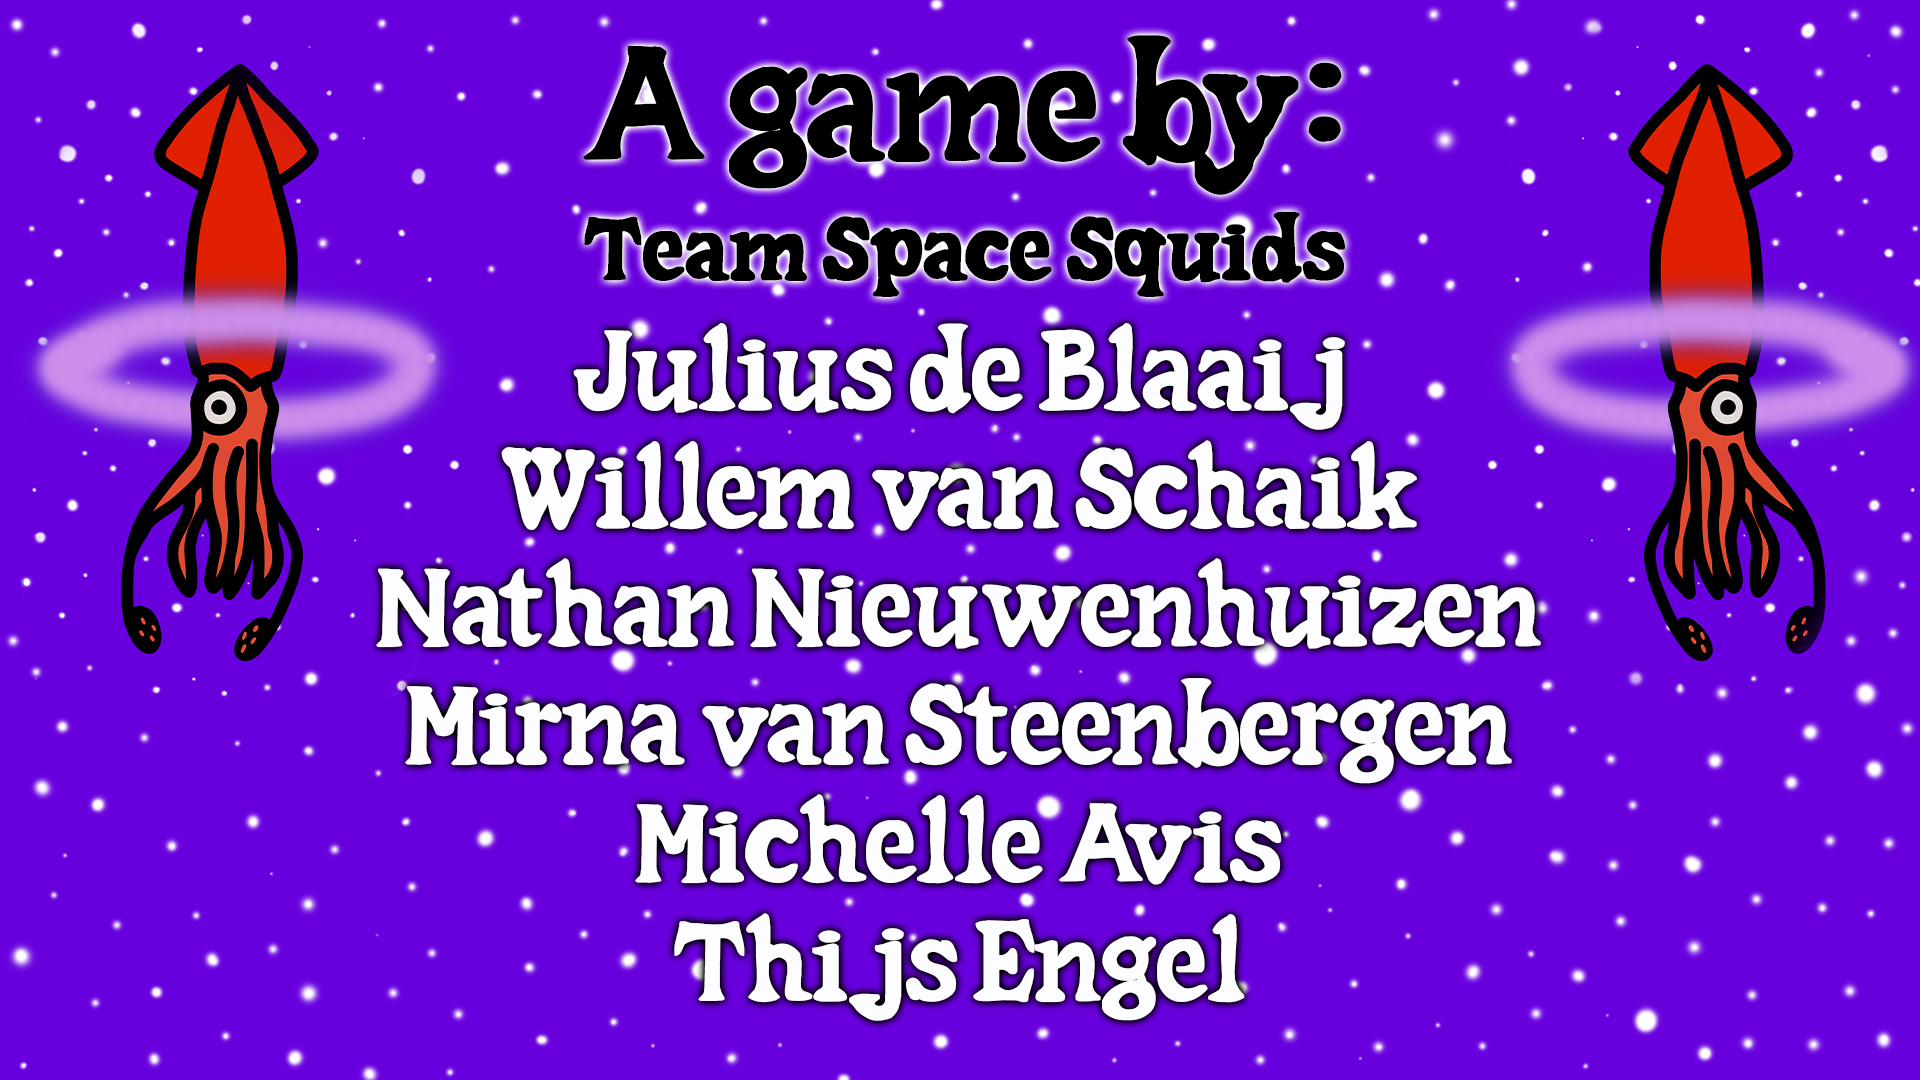 A game by:
Team Space Squids
Julius de Blaaij
Willem van Schaik
Nathan Nieuwenhuizen
Mirna van Steenbergen
Michelle Avis
Thijs Engel